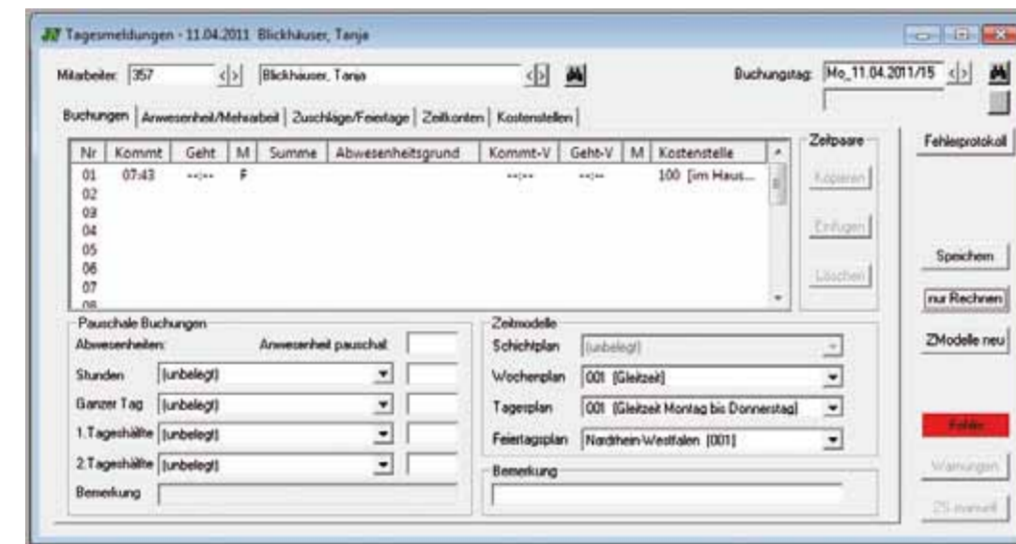 Tagesmeldungen - 11.04.2011 Blickhäuser, Tanja
Mitarbeiter: 357 < > Blickhäuser, Tanja < > Buchungstag: Mo_11.04.2011/15 < >
Buchungen Anwesenheit/Mehrarbeit Zuschläge/Feiertage Zeitkonten Kostenstellen
Nr Kommt Geht M Summe Abwesenheitsgrund Kommt-V Geht-V M Kostenstelle
01 07:43 --:-- F --:-- --:-- 100 [im Haus...
02
03
04
05
06
07
08
Zeitpaare
Kopieren
Einfügen
Löschen
Fehlerprotokoll
Speichern
nur Rechnen
ZModelle neu
Fehler
Warnungen
ZS manuell
Pauschale Buchungen
Abwesenheiten: Anwesenheit pauschal:
Stunden (unbelegt)
Ganzer Tag (unbelegt)
1.Tageshälfte (unbelegt)
2.Tageshälfte (unbelegt)
Bemerkung
Zeitmodelle
Schichtplan (unbelegt)
Wochenplan 001 (Gleitzeit)
Tagesplan 001 (Gleitzeit Montag bis Donnerstag)
Feiertagsplan Nordrhein-Westfalen [001]
Bemerkung